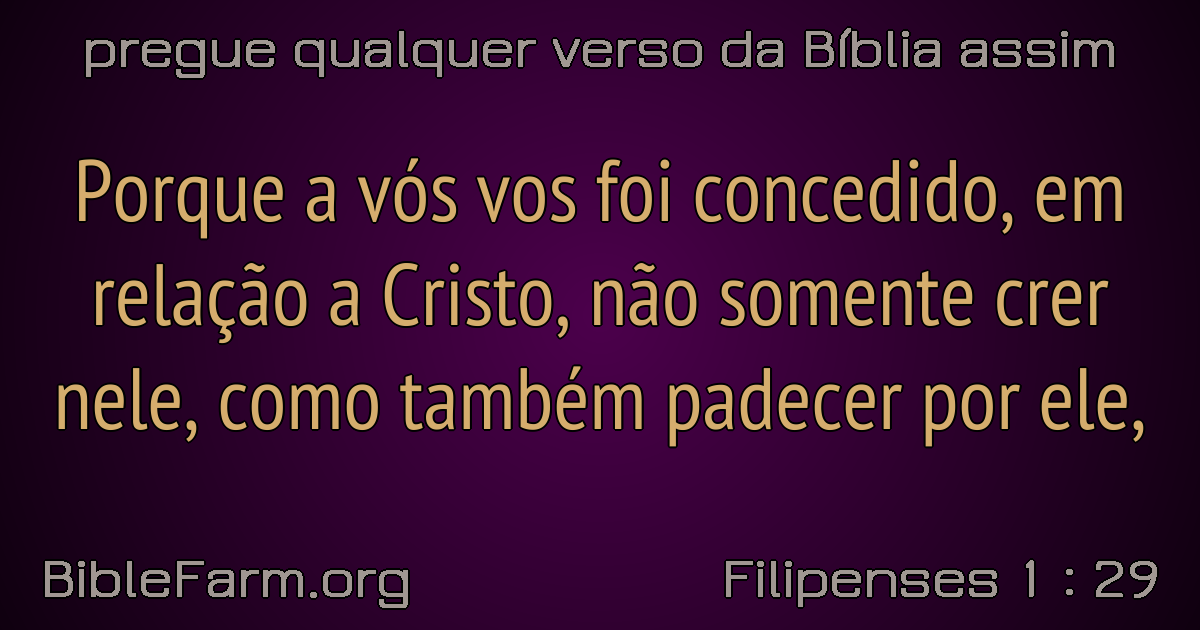 pregue qualquer verso da Bíblia assim
Porque a vós vos foi concedido, em
relação a Cristo, não somente crer
nele, como também padecer por ele,
BibleFarm.org
Filipenses 1 : 29